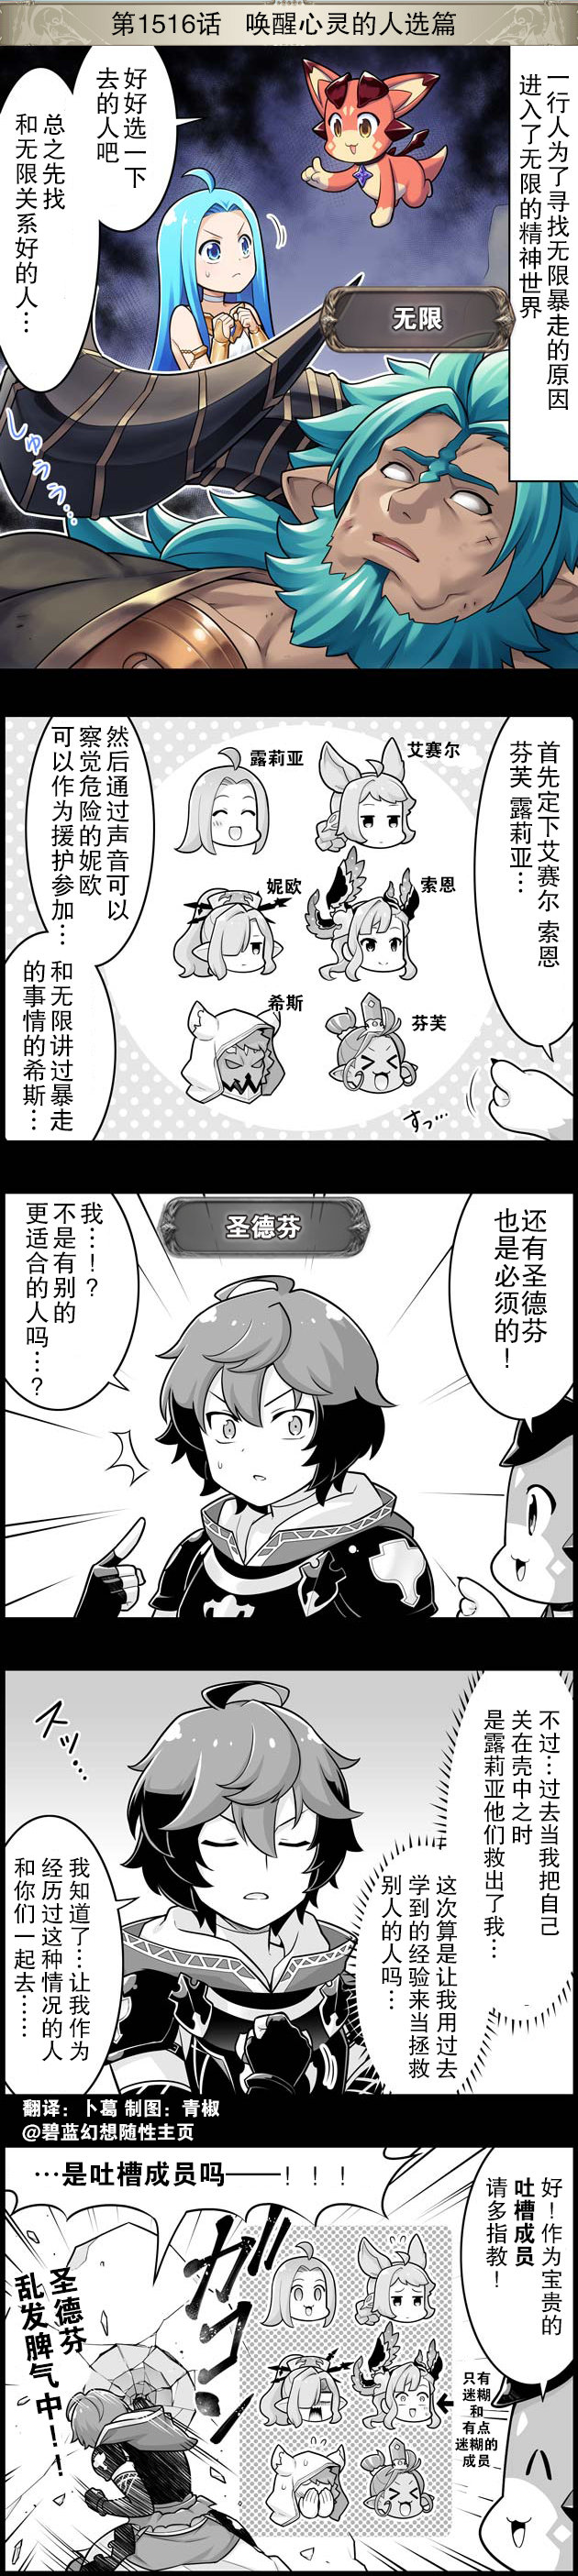 第1516话　唤醒心灵的人选篇
一行人为了寻找无限暴走的原因
进入了无限的精神世界
好好选一下
去的人吧
总之先找
和无限关系好的人…
无限
しゅぅぅ…
首先定下艾赛尔 索恩
芬芙 露莉亚…
露莉亚
艾赛尔
妮欧
索恩
希斯
芬芙
然后通过声音可以
察觉危险的妮欧
可以作为援护参加…
和无限讲过暴走
的事情的希斯…
すっ…
还有圣德芬
也是必须的！
圣德芬
我…！？
不是有别的
更适合的人吗…？
不过…过去当我把自己
关在壳中之时
是露莉亚他们救出了我…
这次算是让我用过去
学到的经验来当拯救
别人的人吗…
スッ…
我知道了…让我作为
经历过这种情况的人
和你们一起去……
翻译：卜葛 制图：青椒
@碧蓝幻想随性主页
好！作为宝贵的
吐槽成员
请多指教！
…是吐槽成员吗——！！！
只有
迷糊
和
有点
迷糊的
成员
圣德芬
乱发脾气中！！